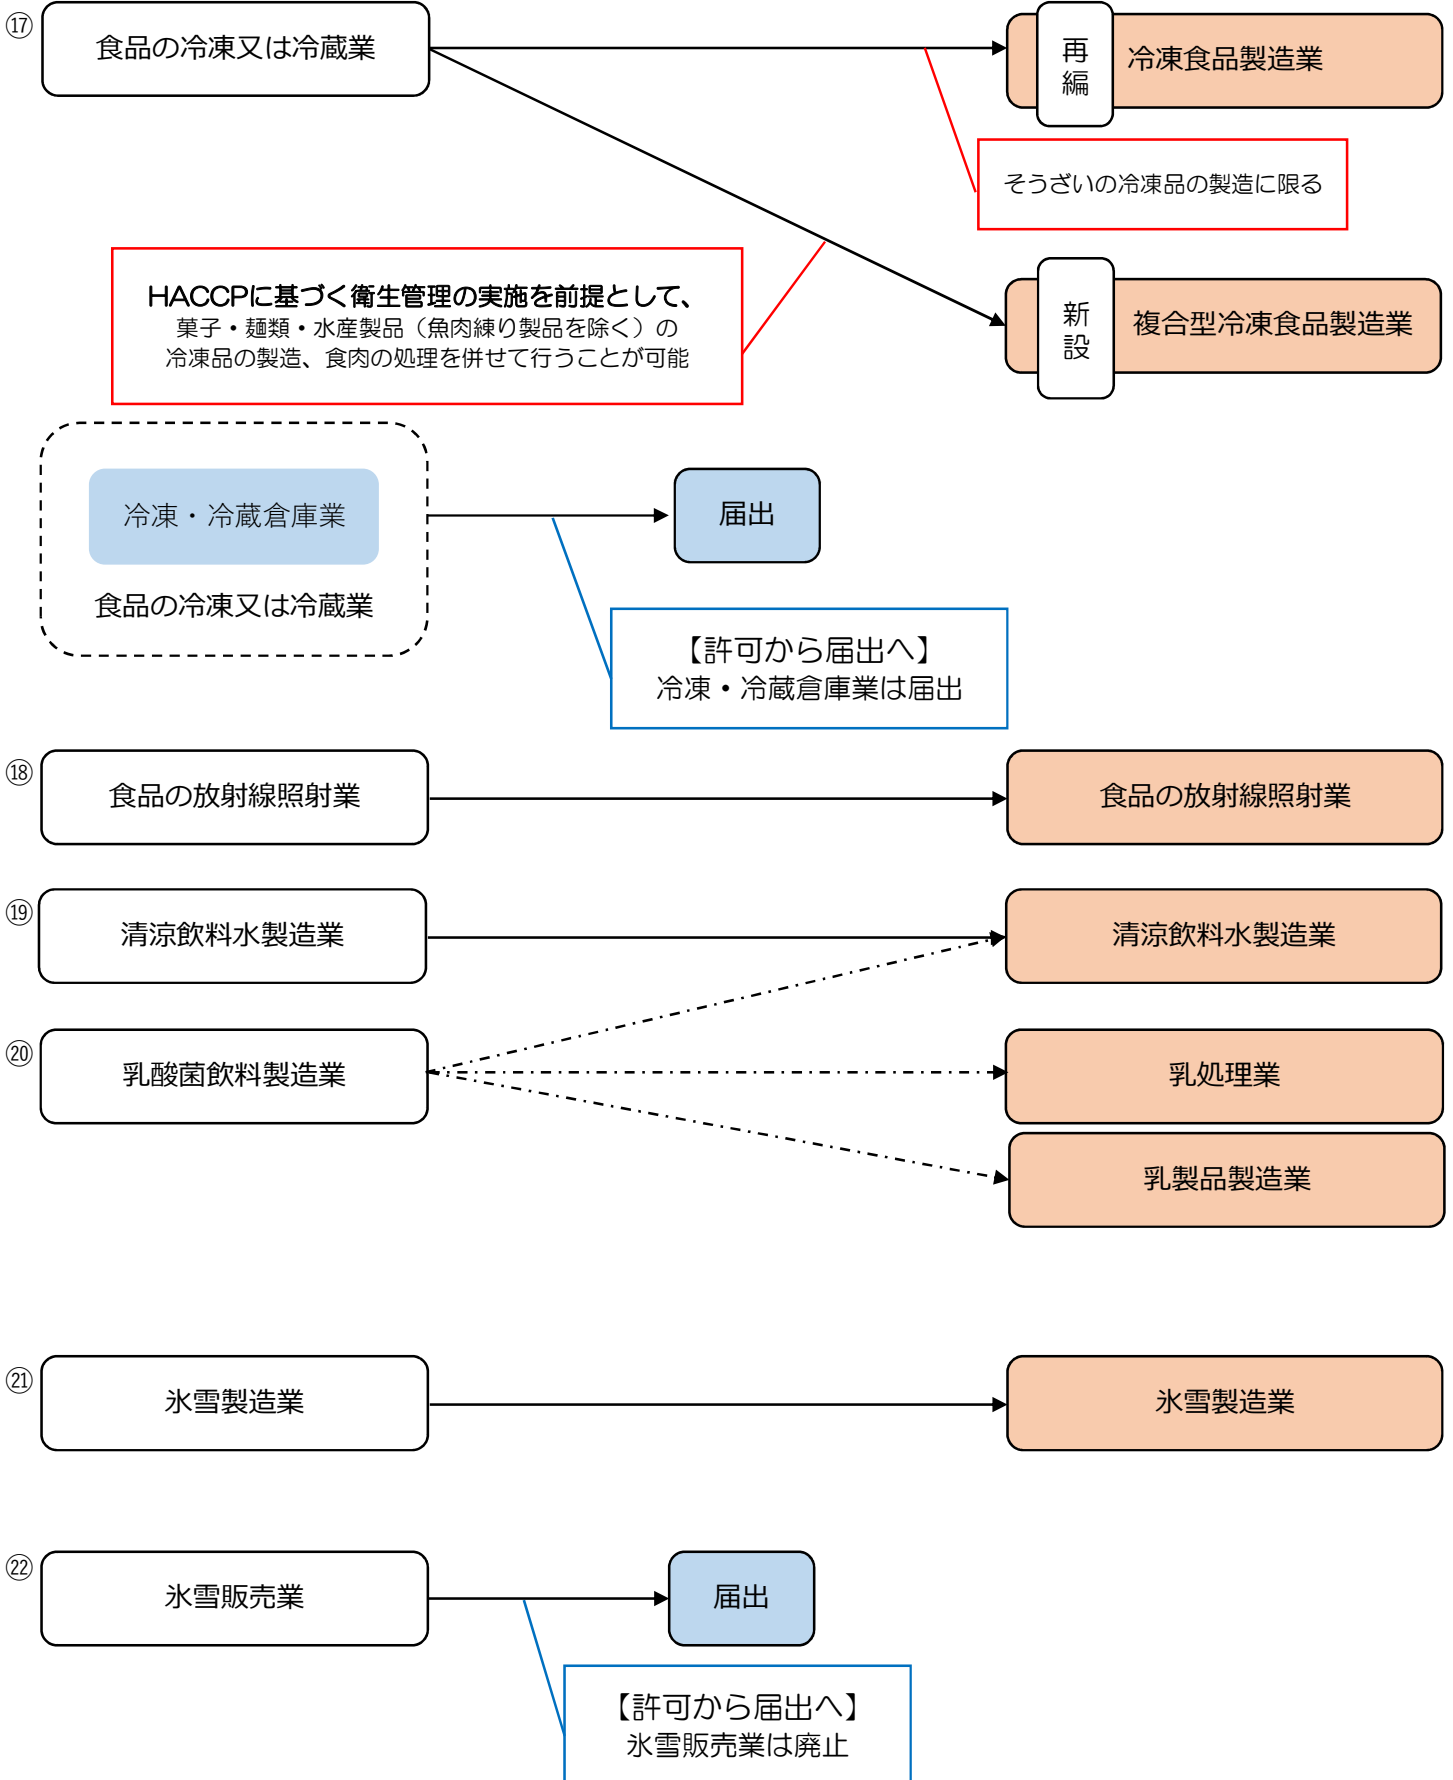 ⑰
食品の冷凍又は冷蔵業
再編
冷凍食品製造業
そうざいの冷凍品の製造に限る
HACCPに基づく衛生管理の実施を前提として、
菓子・麺類・水産製品（魚肉練り製品を除く）の
冷凍品の製造、食肉の処理を併せて行うことが可能
新設
複合型冷凍食品製造業
冷凍・冷蔵倉庫業
食品の冷凍又は冷蔵業
届出
【許可から届出へ】
冷凍・冷蔵倉庫業は届出
⑱
食品の放射線照射業
食品の放射線照射業
⑲
清涼飲料水製造業
清涼飲料水製造業
⑳
乳酸菌飲料製造業
乳処理業
乳製品製造業
㉑
氷雪製造業
氷雪製造業
㉒
氷雪販売業
届出
【許可から届出へ】
氷雪販売業は廃止